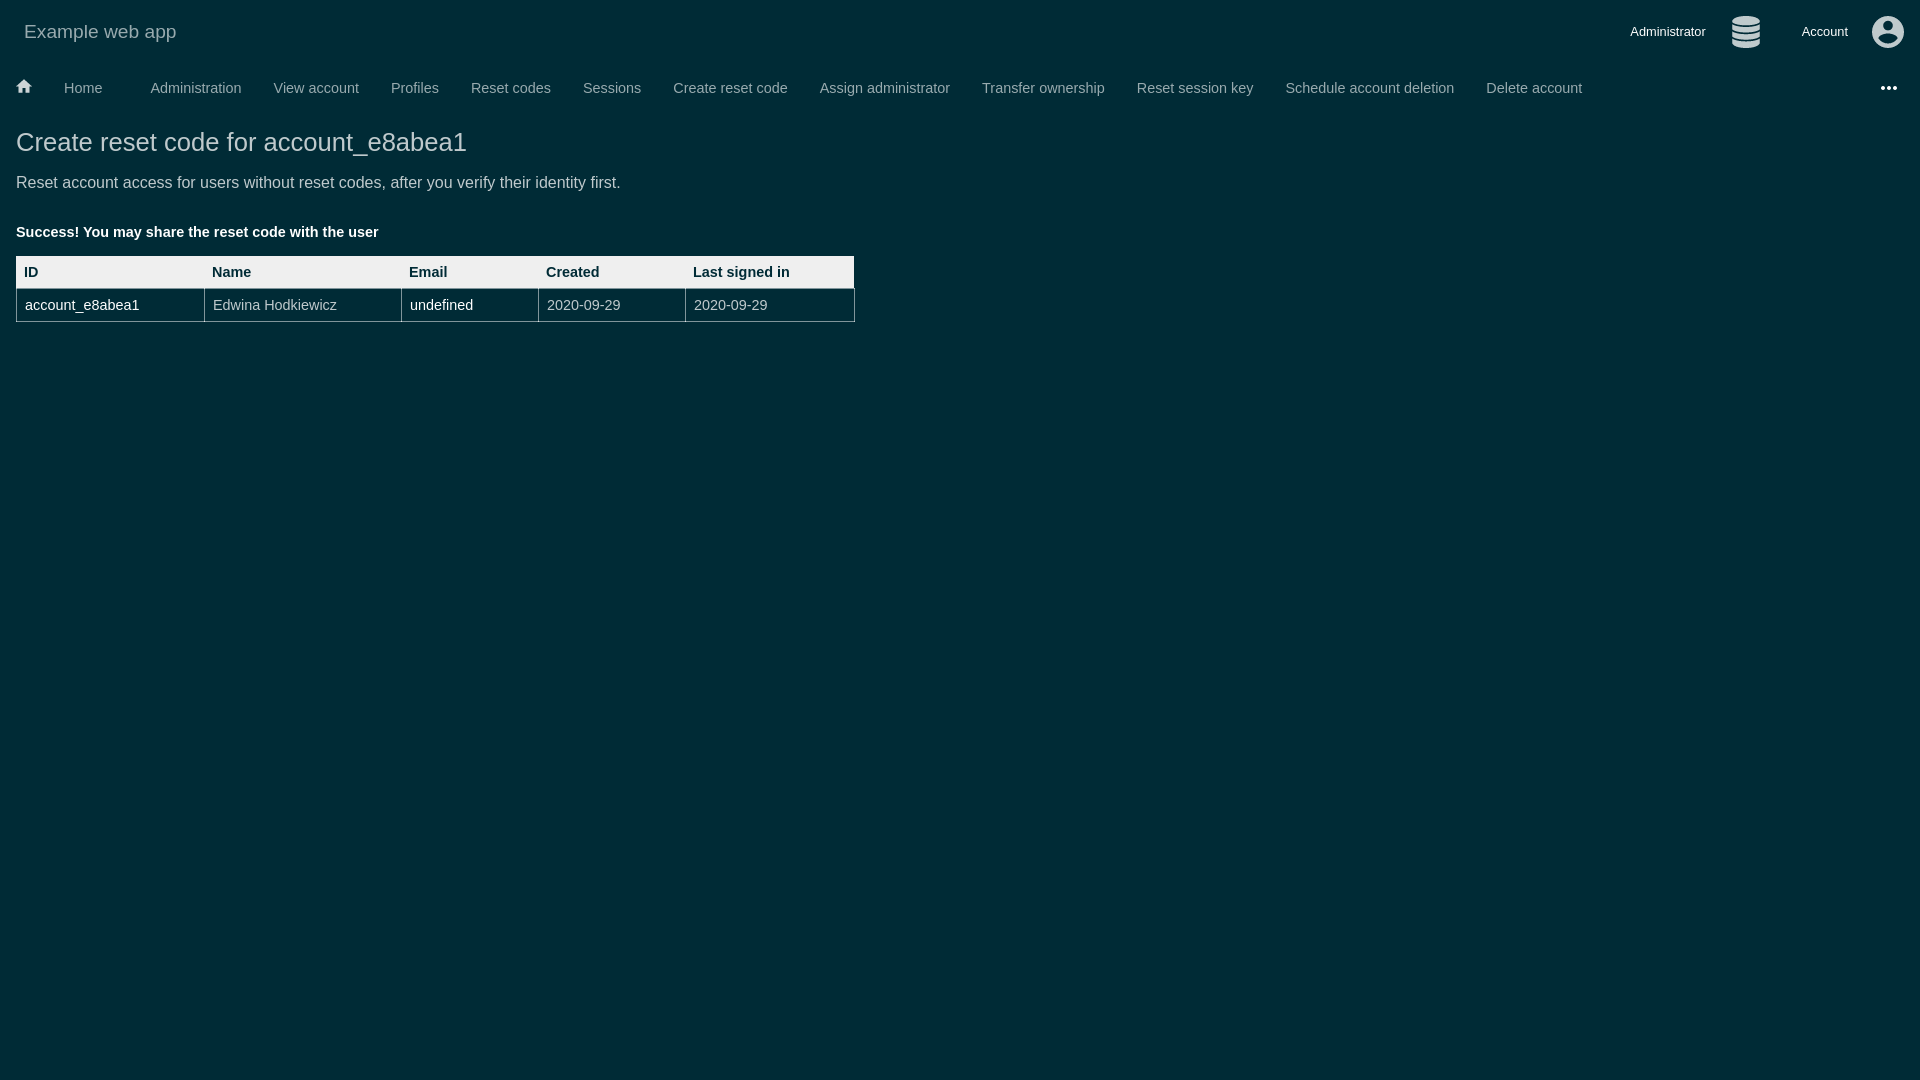 Example web app
Administrator
Account
Home Administration View account Profiles Reset codes Sessions Create reset code Assign administrator Transfer ownership Reset session key Schedule account deletion Delete account
Create reset code for account_e8abea1
Reset account access for users without reset codes, after you verify their identity first.
Success! You may share the reset code with the user
ID Name Email Created Last signed in
account_e8abea1 Edwina Hodkiewicz undefined 2020-09-29 2020-09-29